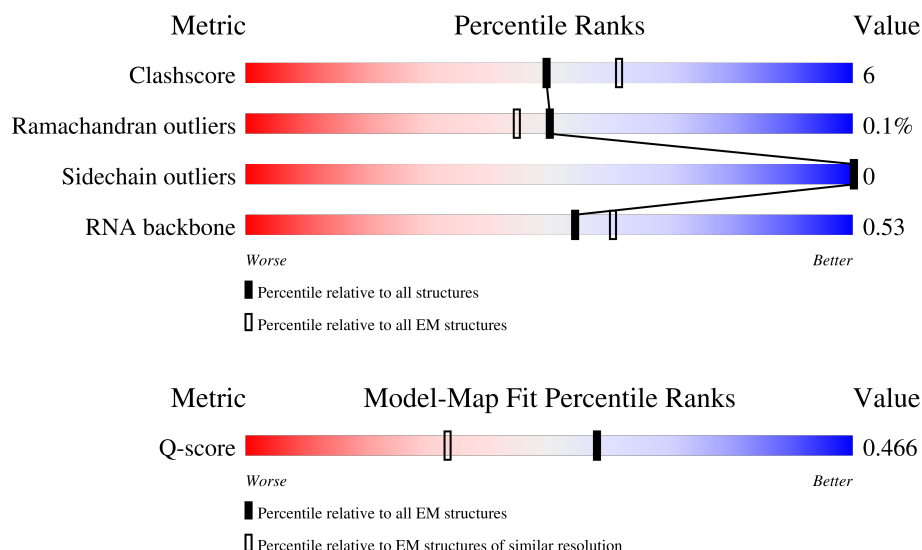 Metric Percentile Ranks Value
Clashscore 6
Ramachandran outliers 0.1%
Sidechain outliers 0
RNA backbone 0.53
Worse Better
Percentile relative to all structures
Percentile relative to all EM structures
Metric Model-Map Fit Percentile Ranks Value
Q-score 0.466
Worse Better
Percentile relative to all EM structures
Percentile relative to EM structures of similar resolution